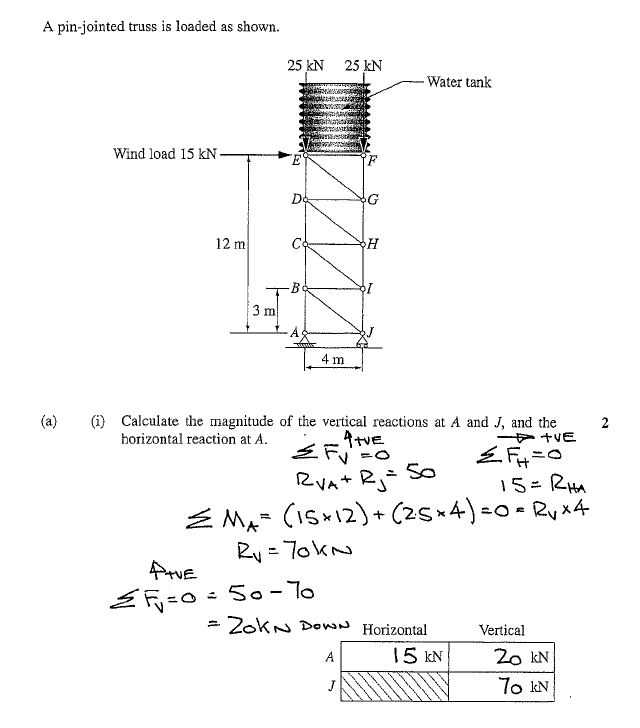 A pin-jointed truss is loaded as shown.
25 kN 25 kN
Water tank
Wind load 15 kN
E F
D G
C H
12 m
B I
3 m
A J
4 m
(a) (i) Calculate the magnitude of the vertical reactions at A and J, and the 2
horizontal reaction at A.
↑+VE → +VE
ΣFV=0 ΣFH=0
RVA + RJ = 50 15 = RHA
ΣMA = (15×12) + (25×4) = 0 = RV×4
RV = 70kN
↑+VE
ΣFV=0 = 50-70
= 20kN DOWN
Horizontal Vertical
A 15 kN 20 kN
J 70 kN